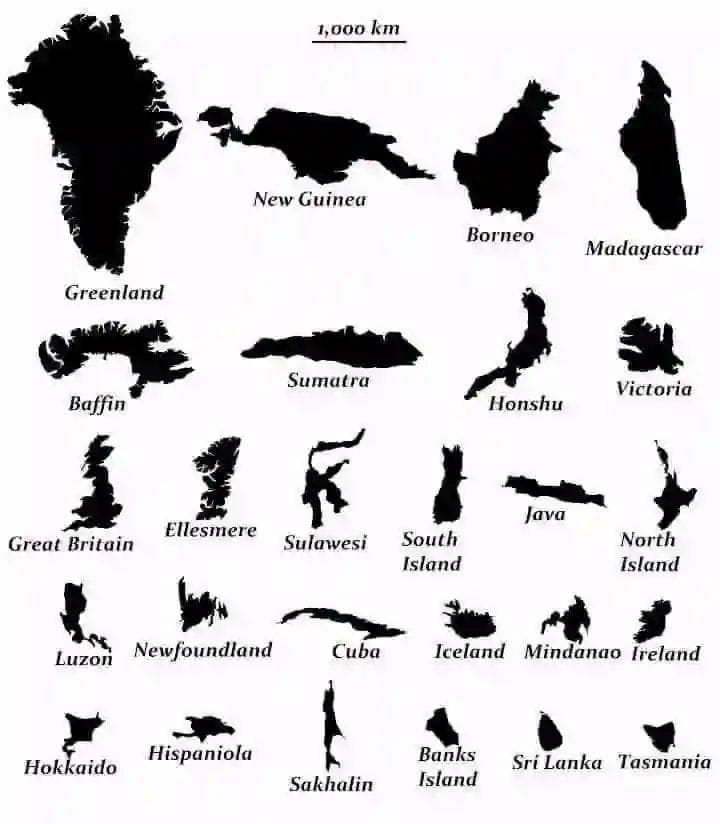 1,000 km
New Guinea
Borneo
Madagascar
Greenland
Sumatra
Victoria
Baffin
Honshu
Great Britain
Ellesmere
Sulawesi
South
Island
Java
North
Island
Luzon
Newfoundland
Cuba
Iceland
Mindanao
Ireland
Hokkaido
Hispaniola
Sakhalin
Banks
Island
Sri Lanka
Tasmania